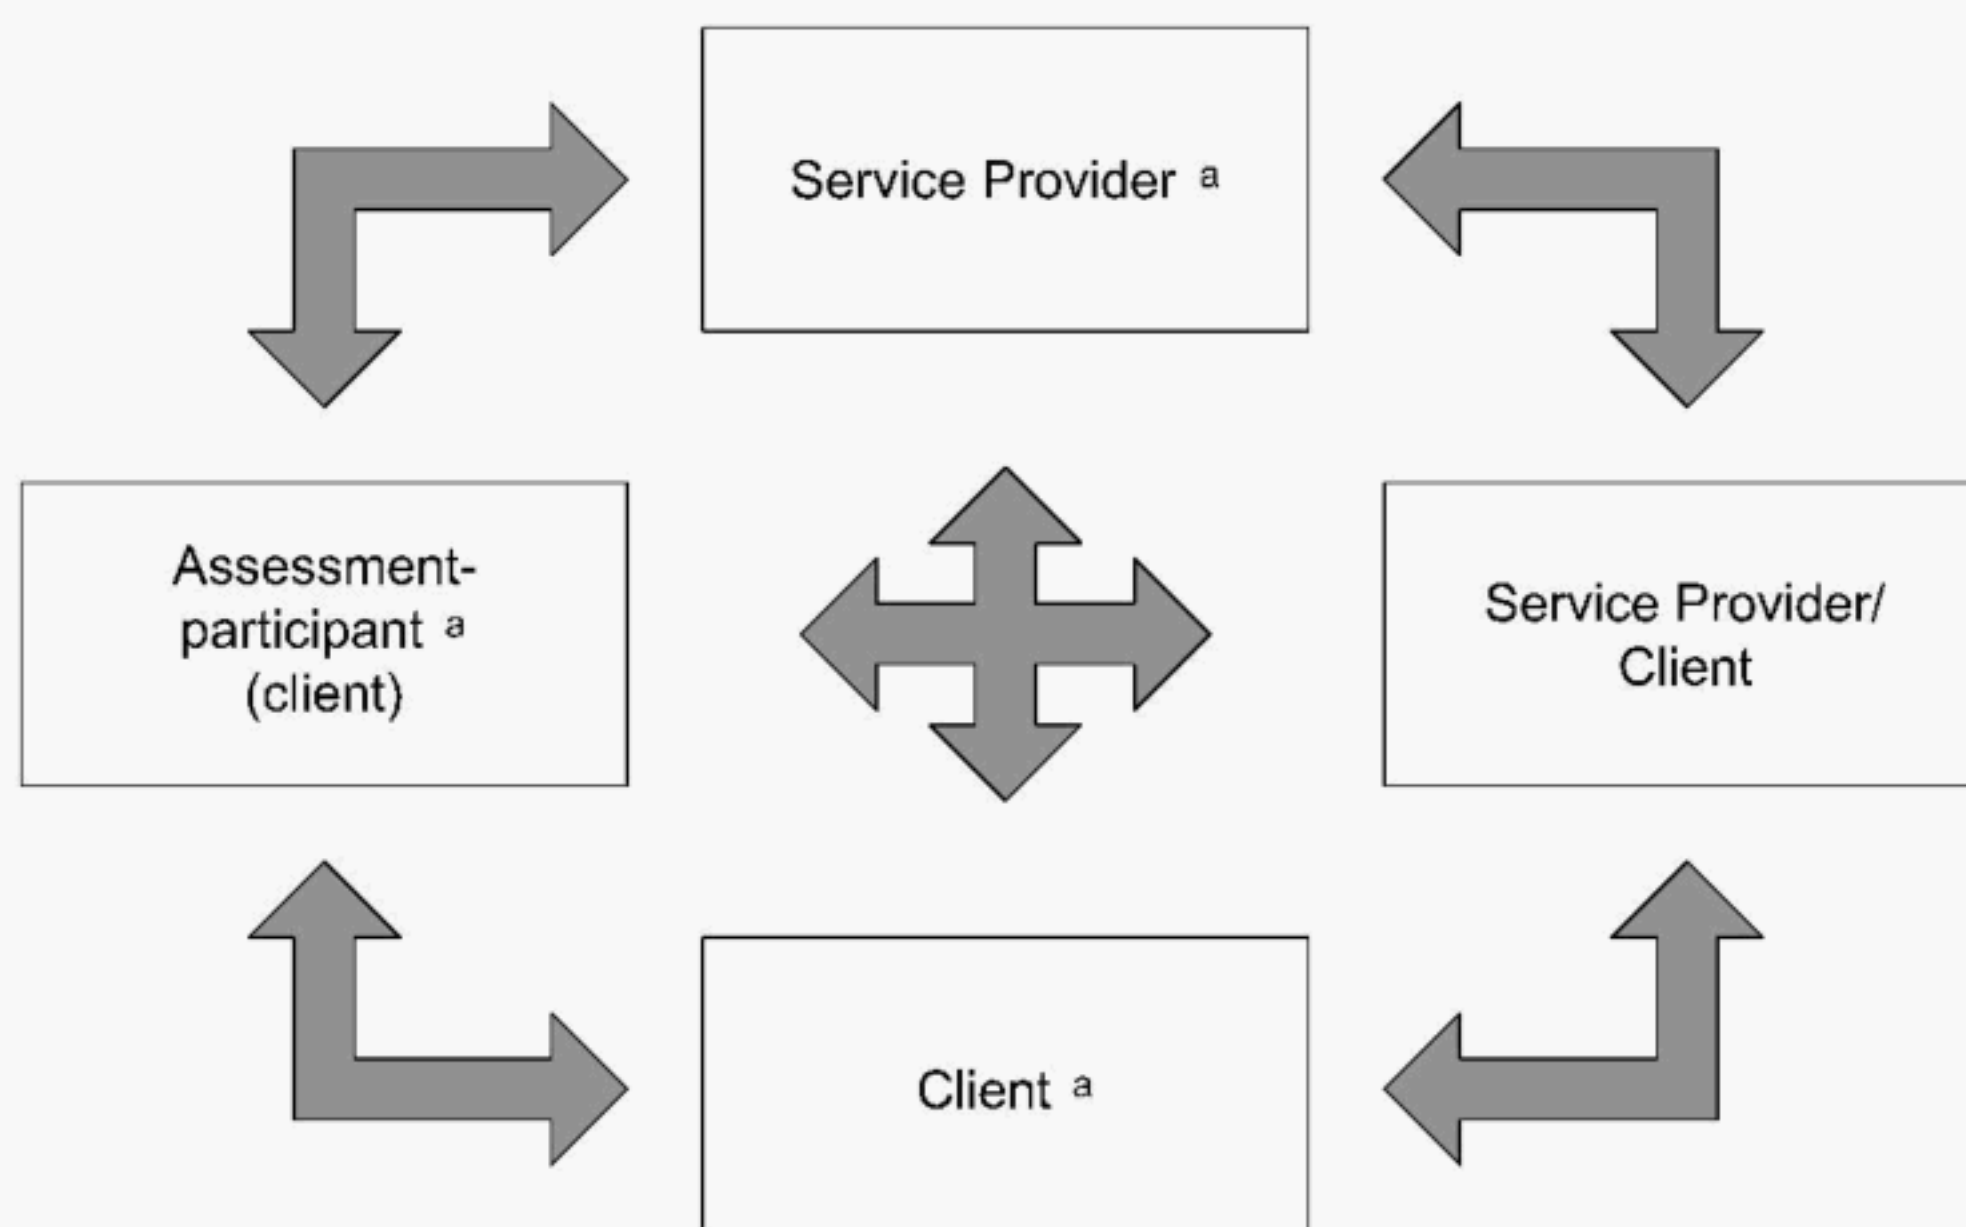 Service Provider a
Assessment-
participant a
(client)
Service Provider/
Client
Client a